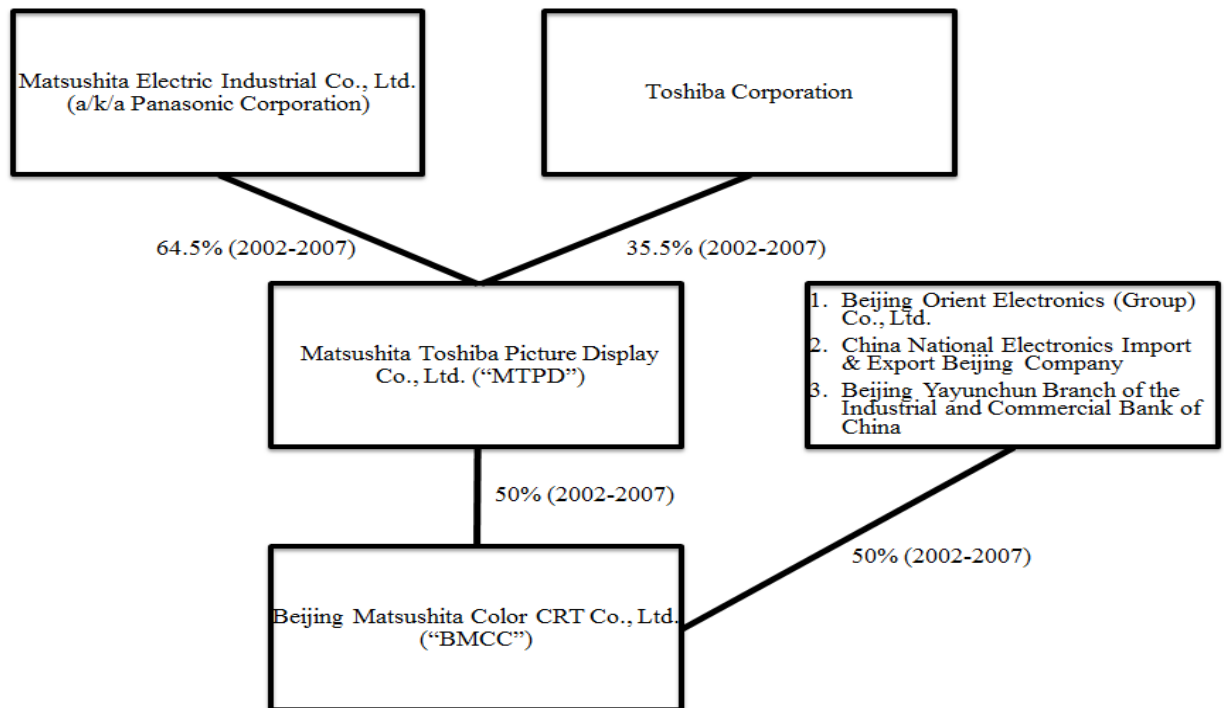 Matsushita Electric Industrial Co., Ltd.
(a/k/a Panasonic Corporation)
Toshiba Corporation
64.5% (2002-2007)
35.5% (2002-2007)
Matsushita Toshiba Picture Display
Co., Ltd. (“MTPD”)
1. Beijing Orient Electronics (Group)
Co., Ltd.
2. China National Electronics Import
& Export Beijing Company
3. Beijing Yayunchun Branch of the
Industrial and Commercial Bank of
China
50% (2002-2007)
50% (2002-2007)
Beijing Matsushita Color CRT Co., Ltd.
(“BMCC”)